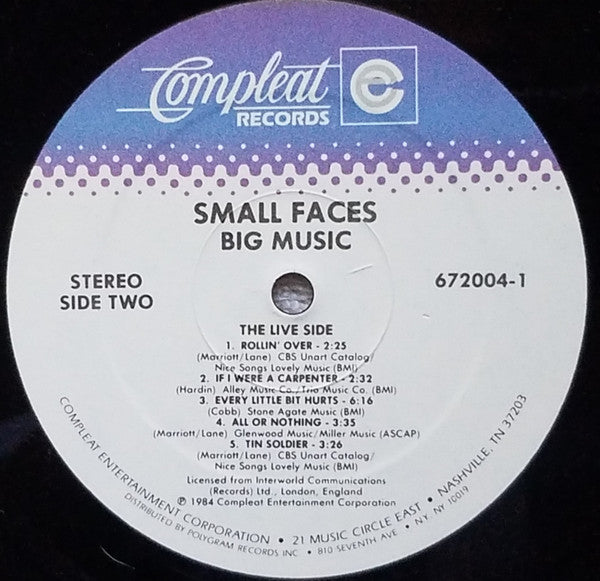 Compleat
RECORDS
SMALL FACES
BIG MUSIC
STEREO
SIDE TWO
672004-1
THE LIVE SIDE
1. ROLLIN' OVER - 2:25
(Marriott/Lane) CBS Unart Catalog/
Nice Songs Lovely Music (BMI)
2. IF I WERE A CARPENTER - 2:32
(Hardin) Alley Music Co./Trio Music Co. (BMI)
3. EVERY LITTLE BIT HURTS - 6:16
(Cobb) Stone Agate Music (BMI)
4. ALL OR NOTHING - 3:35
(Marriott/Lane) Glenwood Music/Miller Music (ASCAP)
5. TIN SOLDIER - 3:26
(Marriott/Lane) CBS Unart Catalog/
Nice Songs Lovely Music (BMI)
Licensed from Interworld Communications
(Records) Ltd., London, England
℗ 1984 Compleat Entertainment Corporation
COMPLEAT ENTERTAINMENT CORPORATION • 21 MUSIC CIRCLE EAST • NASHVILLE, TN 37203
DISTRIBUTED BY POLYGRAM RECORDS INC • 810 SEVENTH AVE • NY, NY 10019